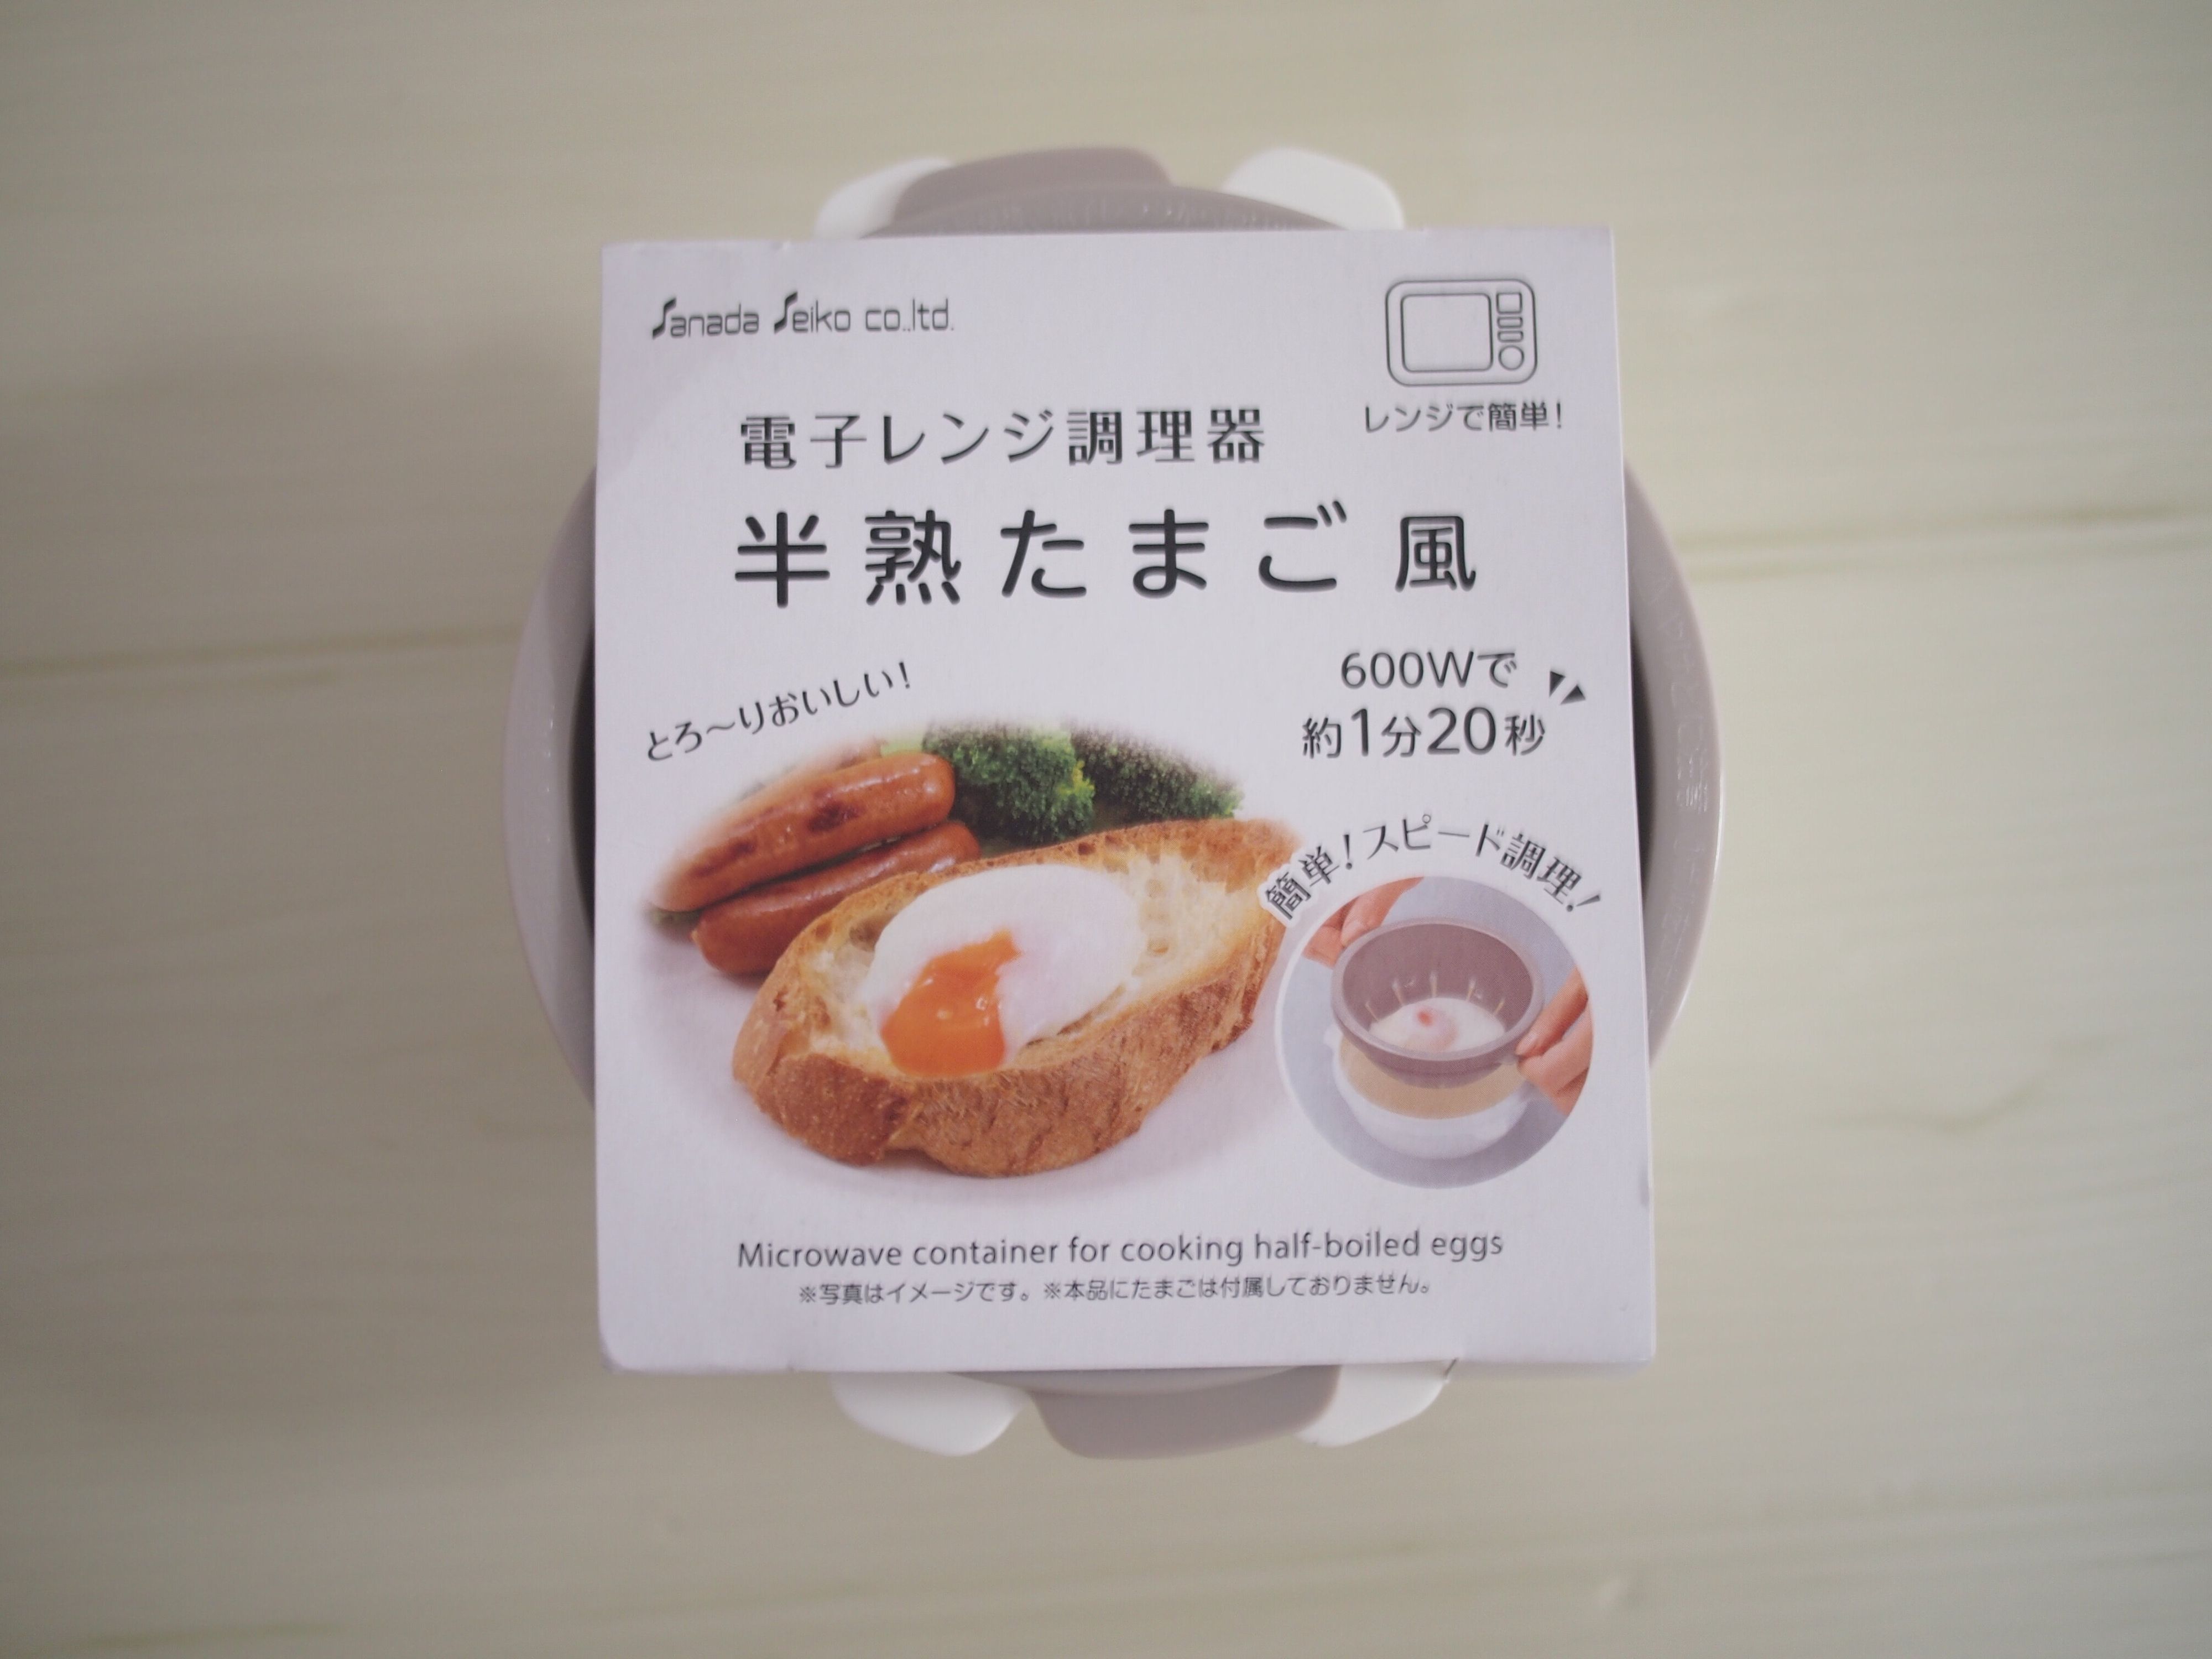 Sanada Seiko co.,ltd.
レンジで簡単!
電子レンジ調理器
半熟たまご風
とろ〜りおいしい!
600Wで
約1分20秒
簡単!スピード調理!
Microwave container for cooking half-boiled eggs
※写真はイメージです。※本品にたまごは付属しておりません。